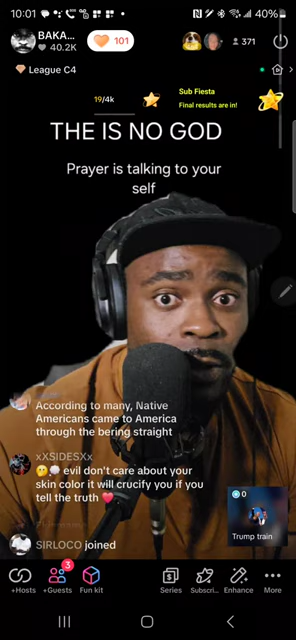 10:01
40%
BAKA...
40.2K
101
371
League C4
19/4k
Sub Fiesta
Final results are in!
THE IS NO GOD
Prayer is talking to your
self
According to many, Native
Americans came to America
through the bering straight
xXSIDESXx
evil don't care about your
skin color it will crucify you if you
tell the truth
0
Trump train
SIRLOCO joined
3
+Hosts
+Guests
Fun kit
Series
Subscri...
Enhance
More